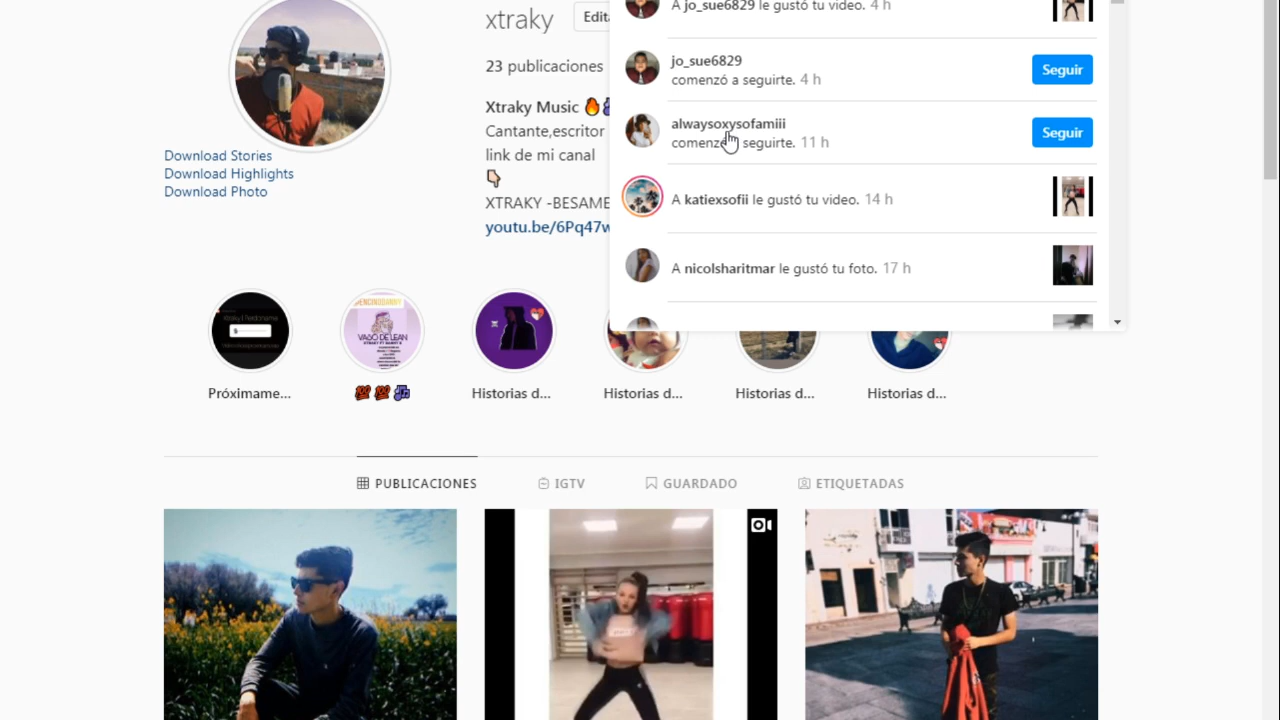 xtraky
A jo_sue6829 le gustó tu video. 4 h
jo_sue6829
comenzó a seguirte. 4 h
Seguir
alwaysoxysofamiii
seguirte. 11 h
Seguir
A katiexsofii le gustó tu video. 14 h
A nicolsharitmar le gustó tu foto. 17 h
23 publicaciones
Xtraky Music 🔥
Cantante,escritor
link de mi canal
👇🏻
XTRAKY -BESAME
youtu.be/6Pq47w
Download Stories
Download Highlights
Download Photo
VASO DE LEAN
Próximame...
💯 💯 🎶
Historias d...
Historias d...
Historias d...
Historias d...
PUBLICACIONES
IGTV
GUARDADO
ETIQUETADAS